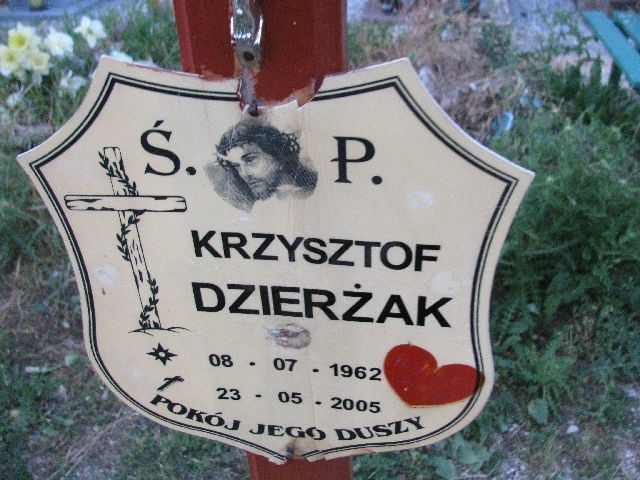 Ś. P.
KRZYSZTOF
DZIERŻAK
08 - 07 - 1962
23 - 05 - 2005
POKÓJ JEGO DUSZY